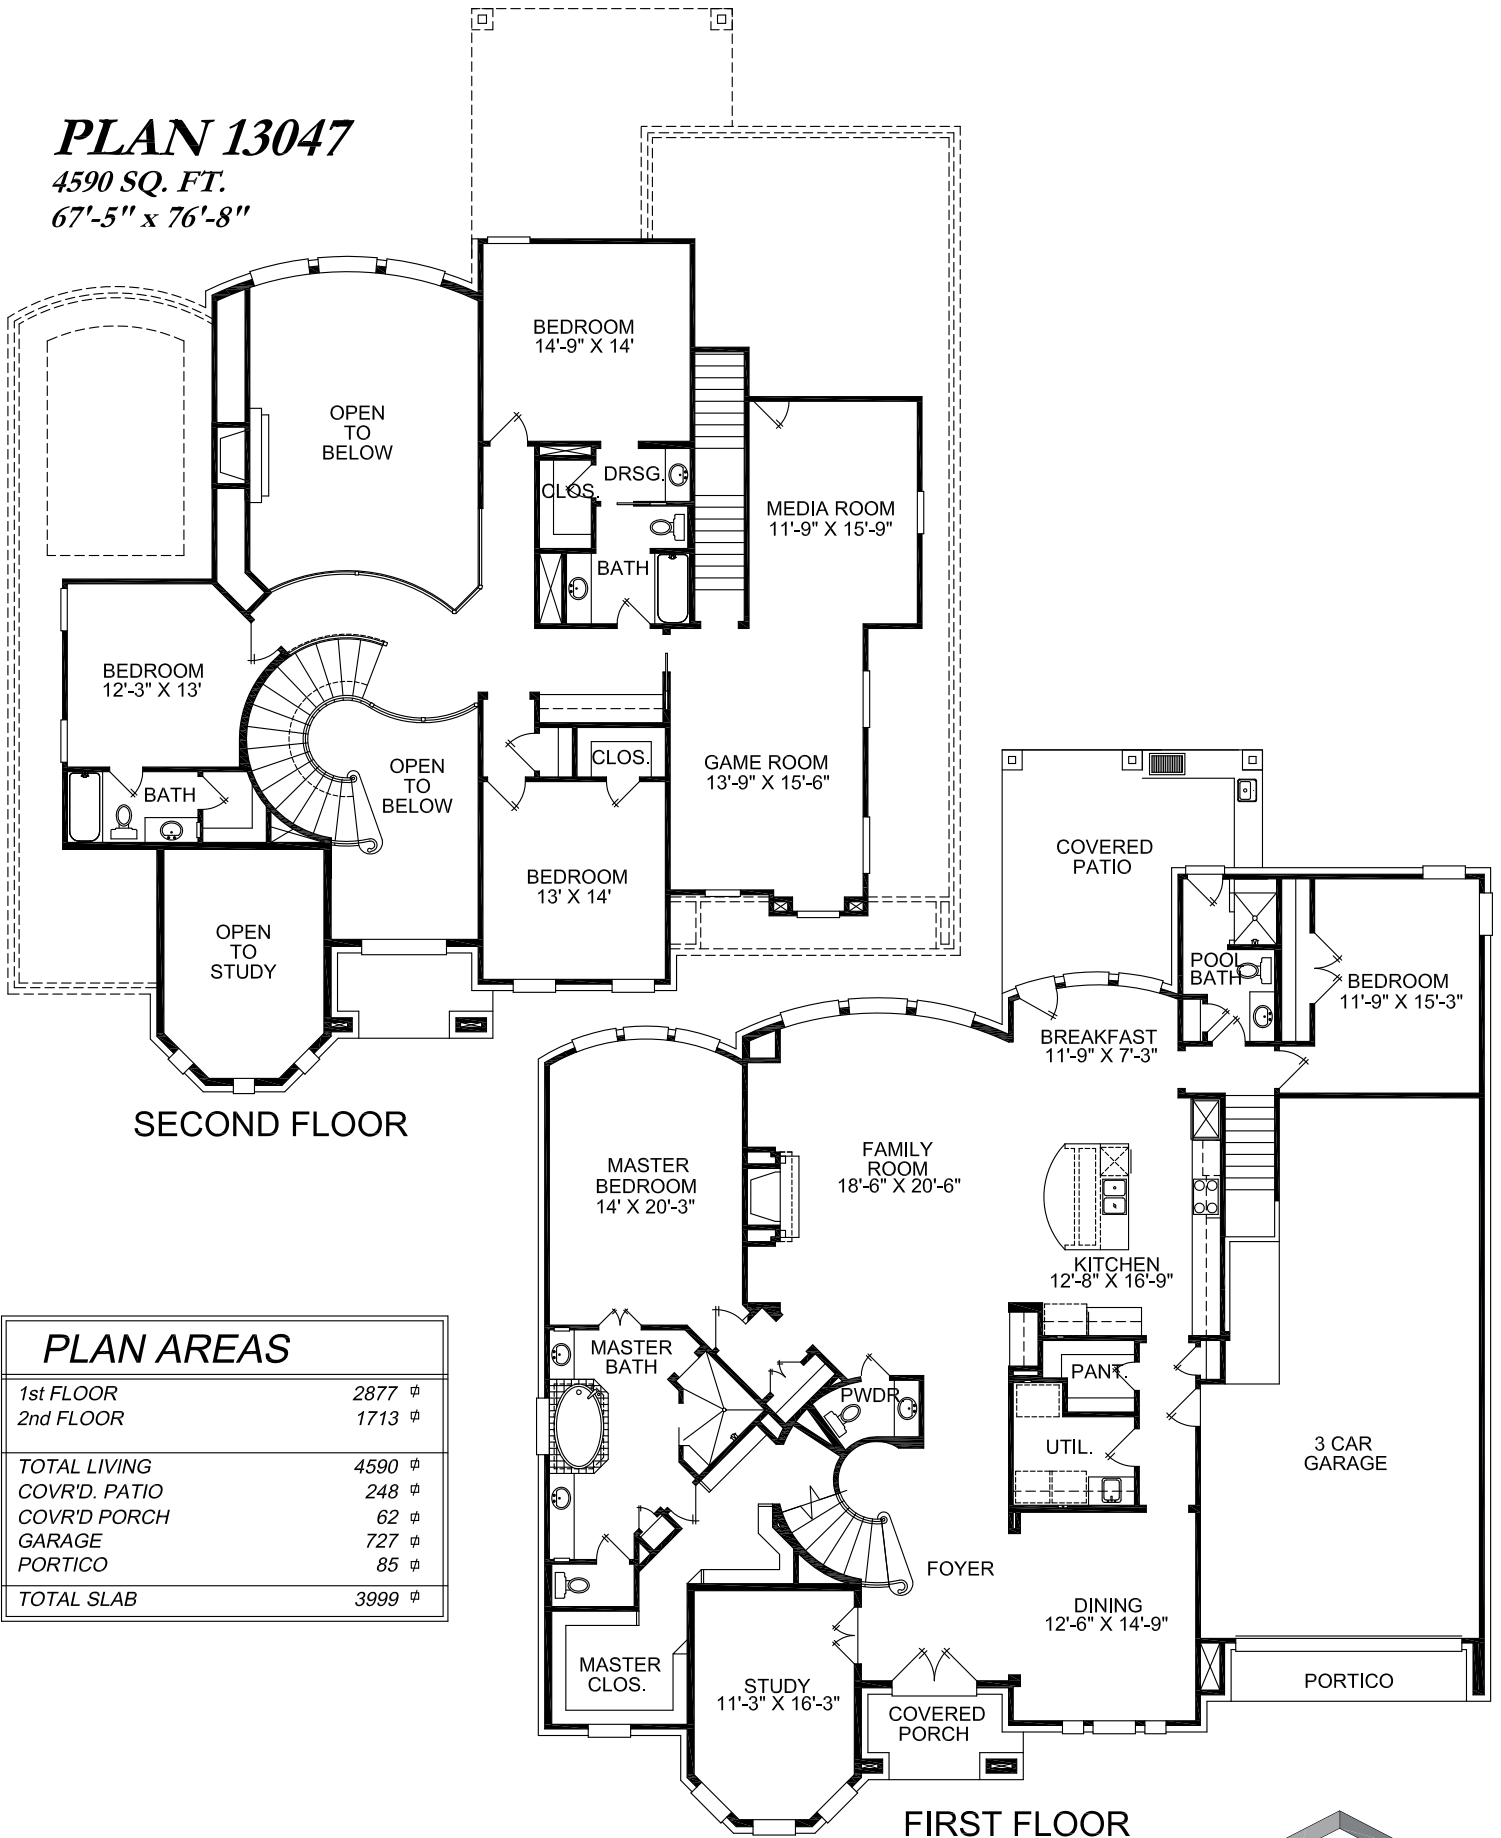 PLAN 13047
4590 SQ. FT.
67'-5" x 76'-8"
BEDROOM
14'-9" X 14'
OPEN
TO
BELOW
CLOS.
DRSG.
MEDIA ROOM
11'-9" X 15'-9"
BATH
BEDROOM
12'-3" X 13'
BATH
OPEN
TO
BELOW
CLOS.
GAME ROOM
13'-9" X 15'-6"
BEDROOM
13' X 14'
OPEN
TO
STUDY
SECOND FLOOR
COVERED
PATIO
POOL
BATH
BEDROOM
11'-9" X 15'-3"
BREAKFAST
11'-9" X 7'-3"
MASTER
BEDROOM
14' X 20'-3"
FAMILY
ROOM
18'-6" X 20'-6"
KITCHEN
12'-8" X 16'-9"
MASTER
BATH
PWDR.
PANT.
UTIL.
3 CAR
GARAGE
FOYER
DINING
12'-6" X 14'-9"
MASTER
CLOS.
STUDY
11'-3" X 16'-3"
COVERED
PORCH
PORTICO
FIRST FLOOR
PLAN AREAS
1st FLOOR 2877 ⏍
2nd FLOOR 1713 ⏍
TOTAL LIVING 4590 ⏍
COVR'D. PATIO 248 ⏍
COVR'D PORCH 62 ⏍
GARAGE 727 ⏍
PORTICO 85 ⏍
TOTAL SLAB 3999 ⏍